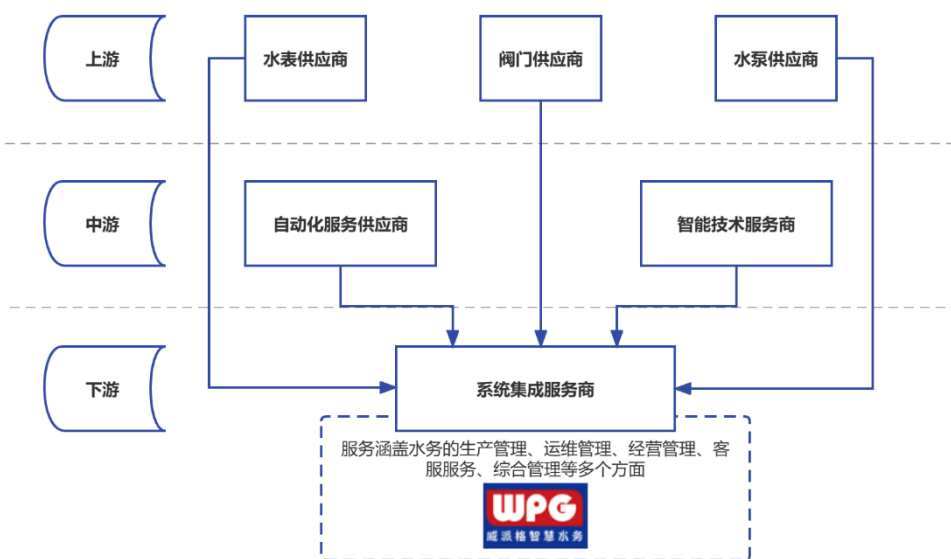 上游
水表供应商
阀门供应商
水泵供应商
中游
自动化服务供应商
智能技术服务商
下游
系统集成服务商
服务涵盖水务的生产管理、运维管理、经营管理、客
服服务、综合管理等多个方面
WPG
威派格智慧水务